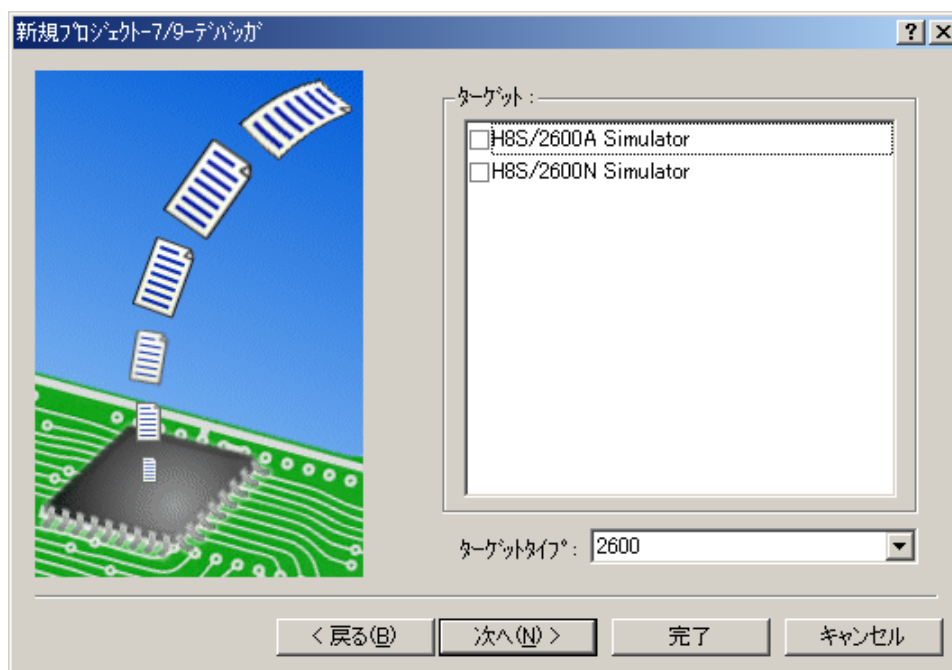 新規ﾌﾟﾛｼﾞｪｸﾄｰ7/9ｰﾃﾞﾊﾞｯｶﾞ
ﾀｰｹﾞｯﾄ :
H8S/2600A Simulator
H8S/2600N Simulator
ﾀｰｹﾞｯﾄﾀｲﾌﾟ : 2600
< 戻る(B) 次へ(N) > 完了 キャンセル